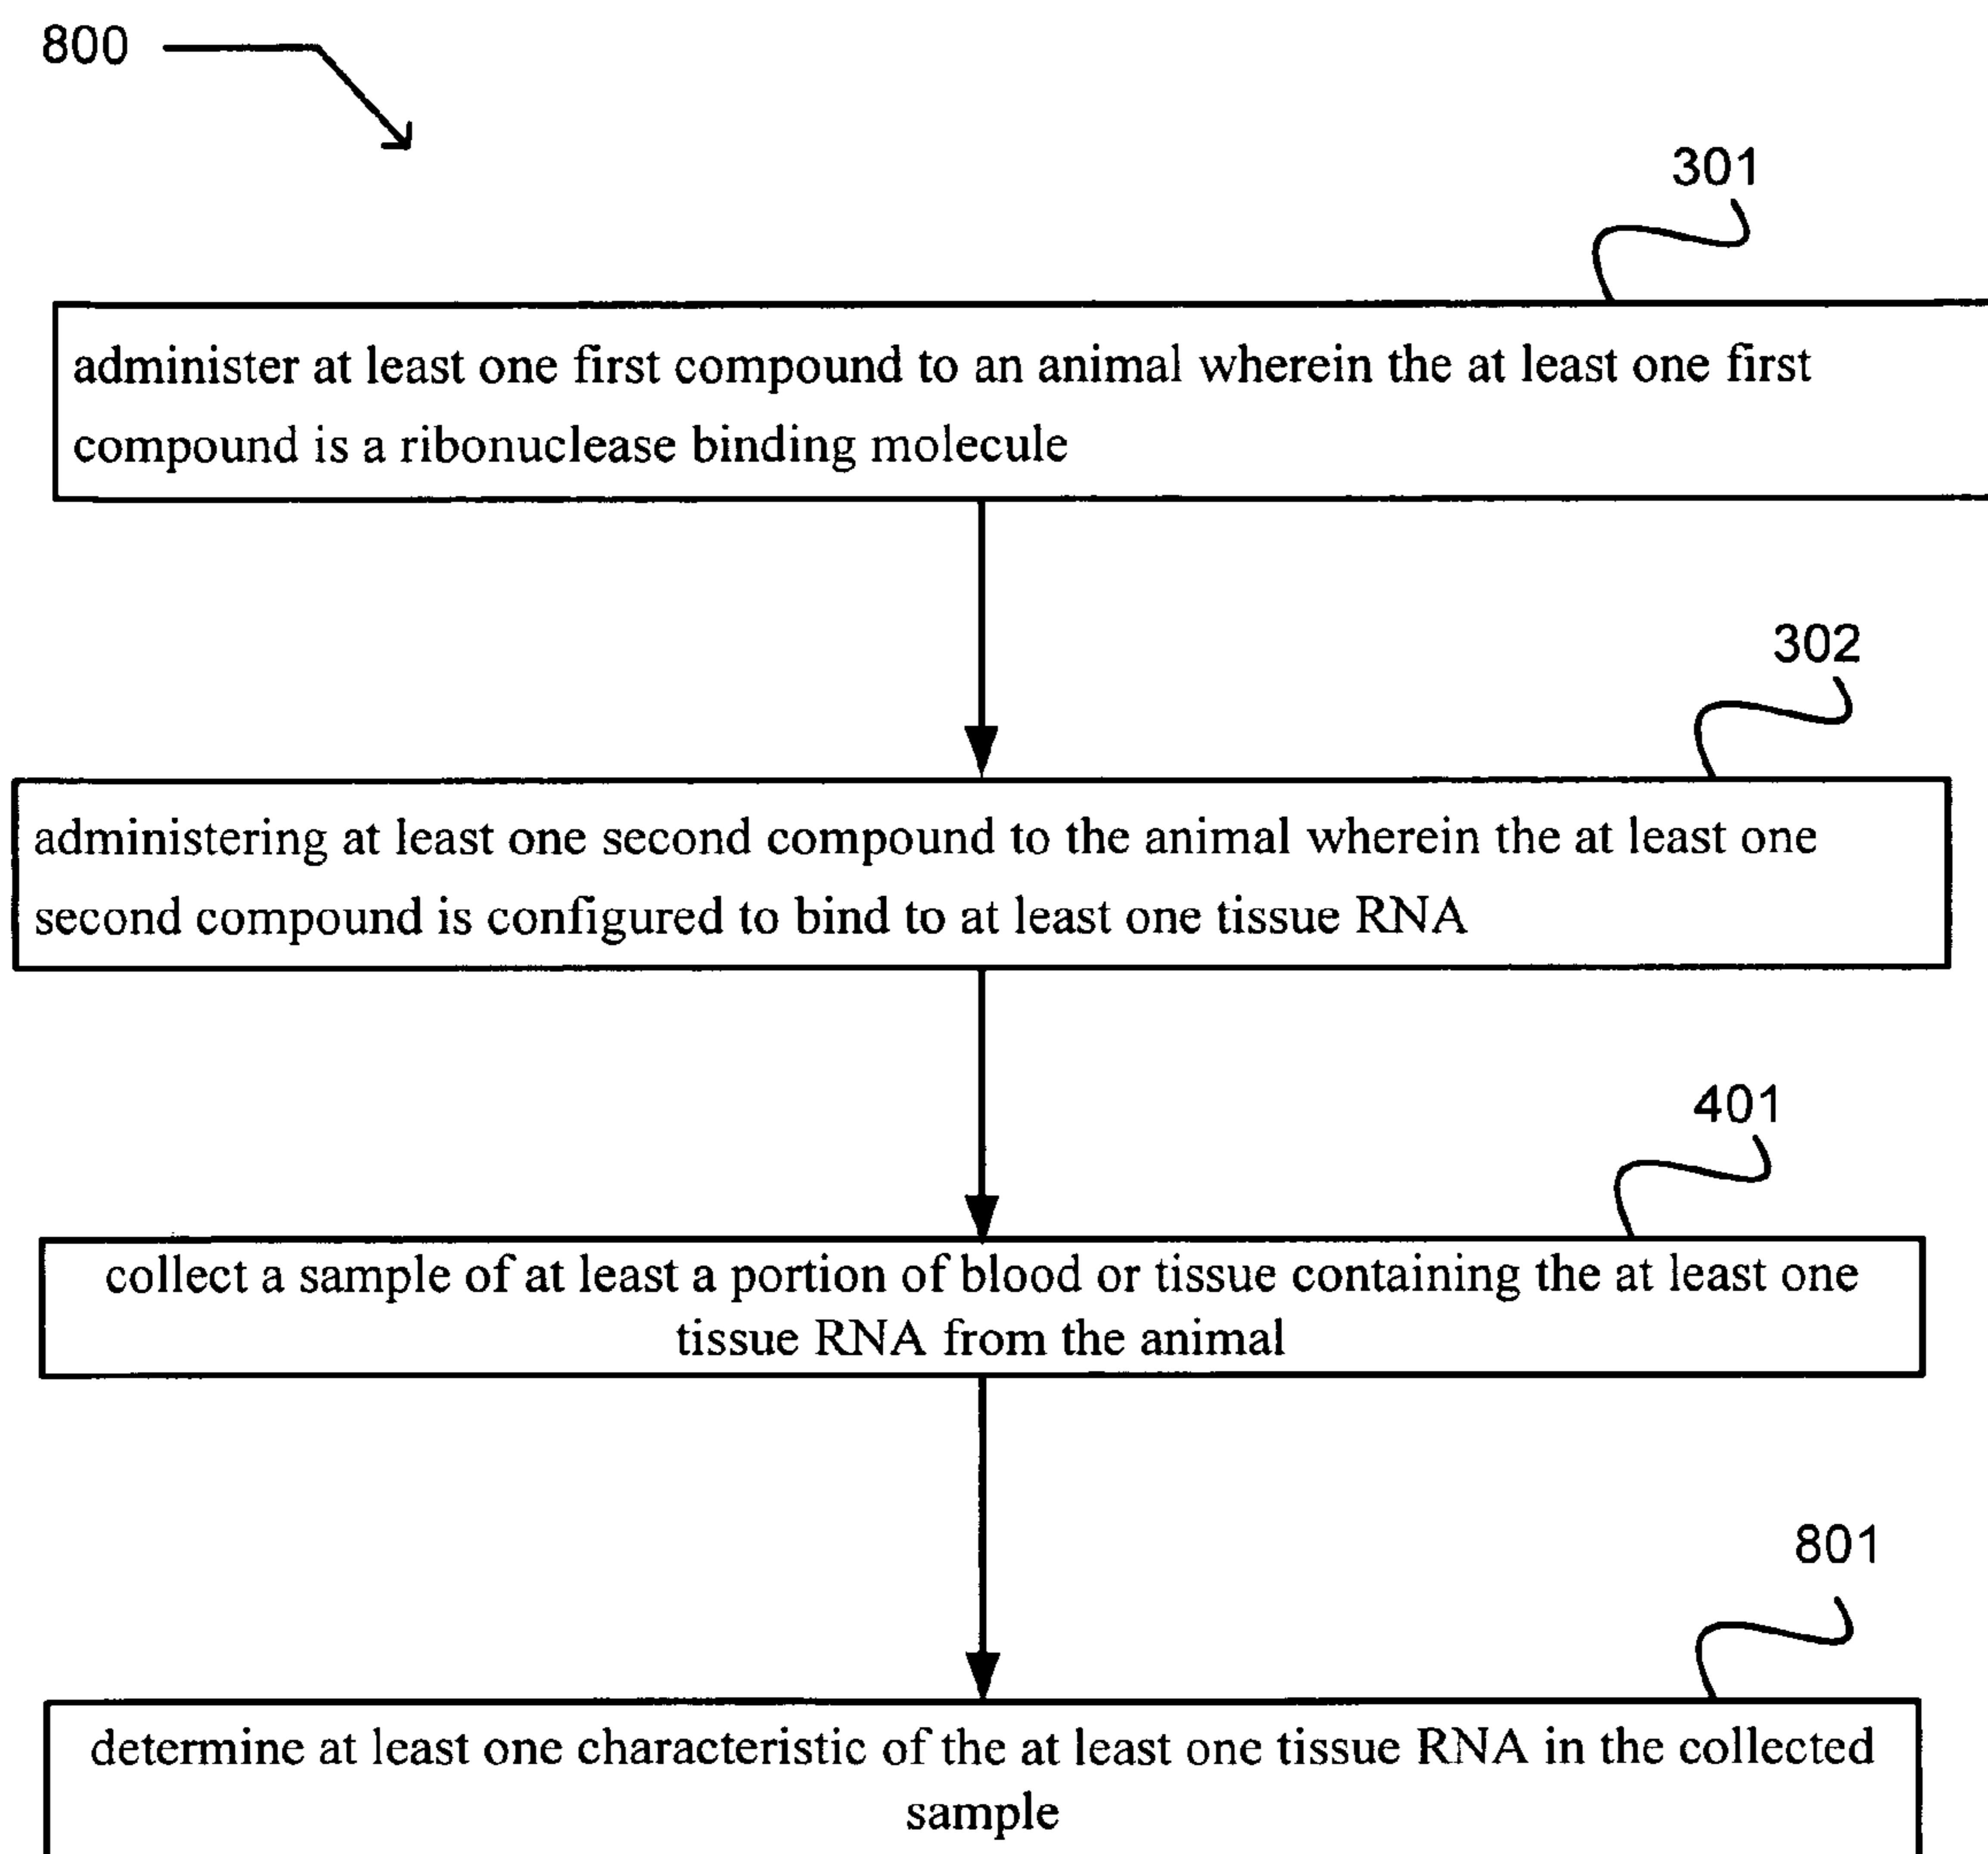 800
301
administer at least one first compound to an animal wherein the at least one first
compound is a ribonuclease binding molecule
302
administering at least one second compound to the animal wherein the at least one
second compound is configured to bind to at least one tissue RNA
401
collect a sample of at least a portion of blood or tissue containing the at least one
tissue RNA from the animal
801
determine at least one characteristic of the at least one tissue RNA in the collected
sample